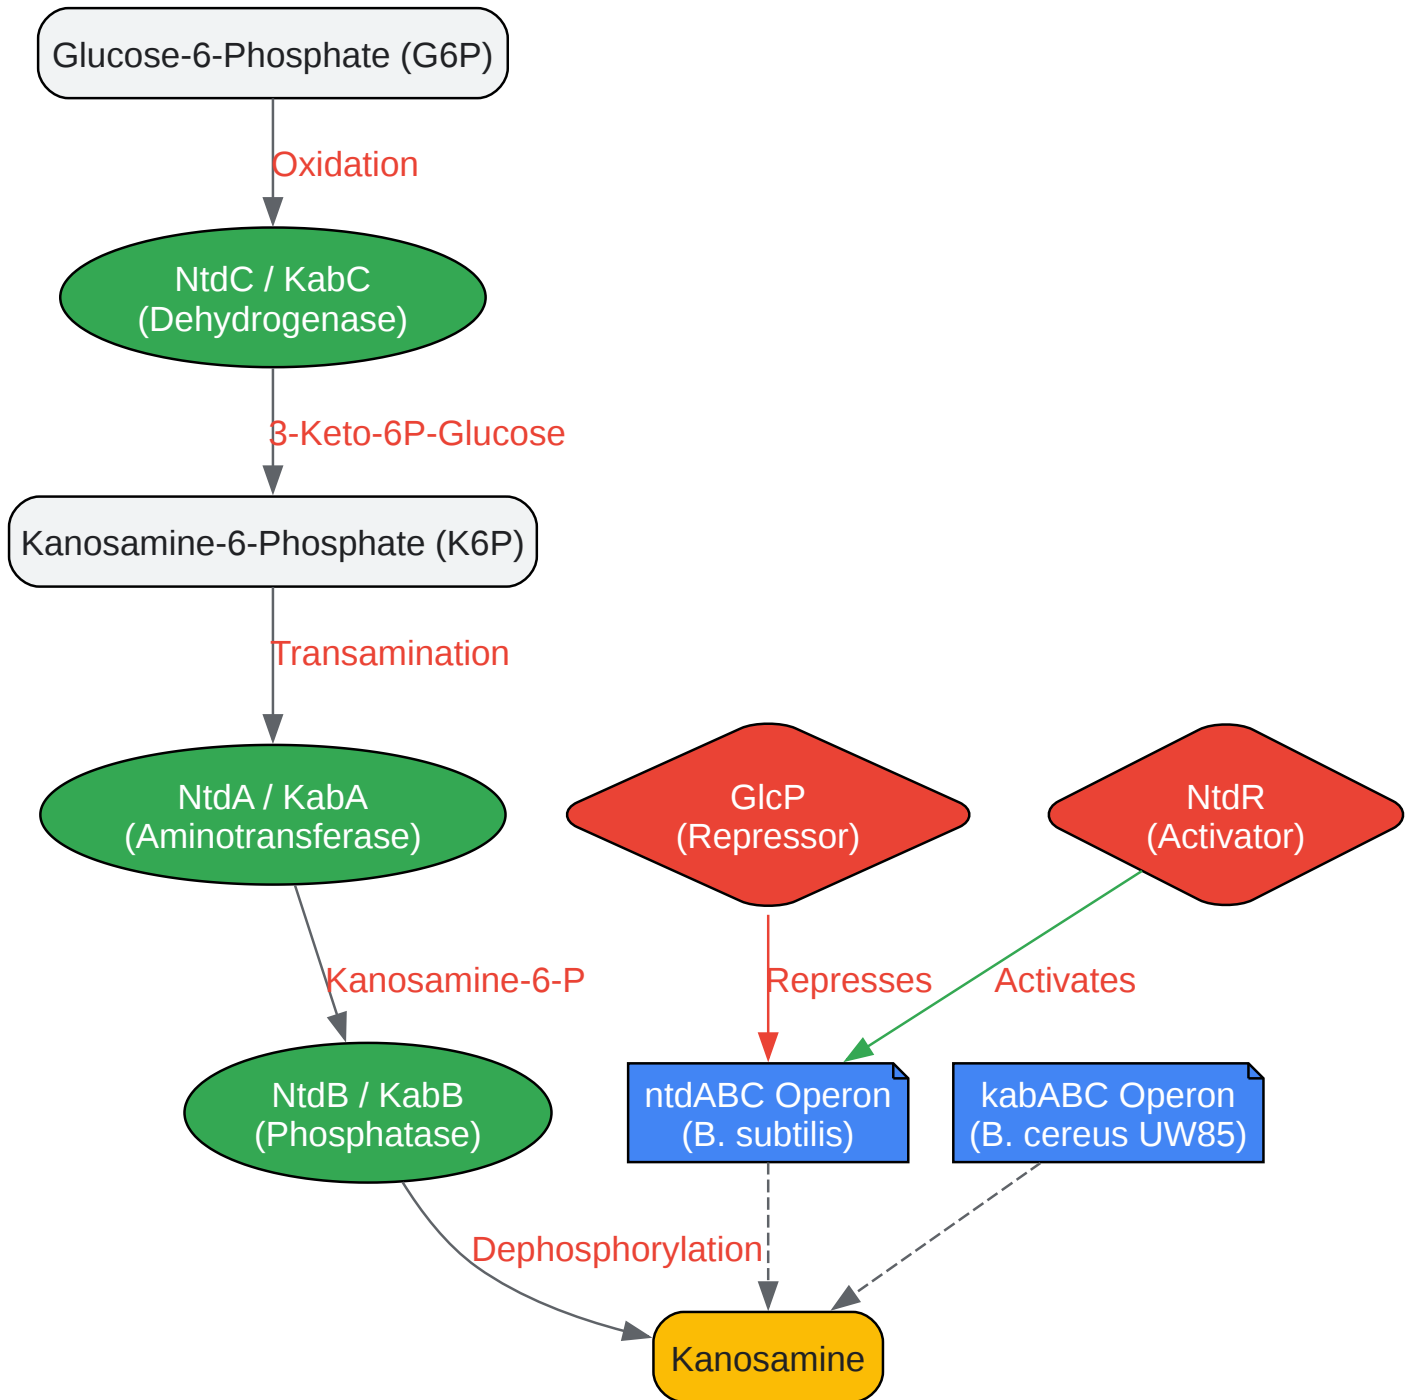 Glucose-6-Phosphate (G6P)
Oxidation
NtdC / KabC
(Dehydrogenase)
3-Keto-6P-Glucose
Kanosamine-6-Phosphate (K6P)
Transamination
NtdA / KabA
(Aminotransferase)
GlcP
(Repressor)
NtdR
(Activator)
Kanosamine-6-P
Represses
Activates
NtdB / KabB
(Phosphatase)
ntdABC Operon
(B. subtilis)
kabABC Operon
(B. cereus UW85)
Dephosphorylation
Kanosamine